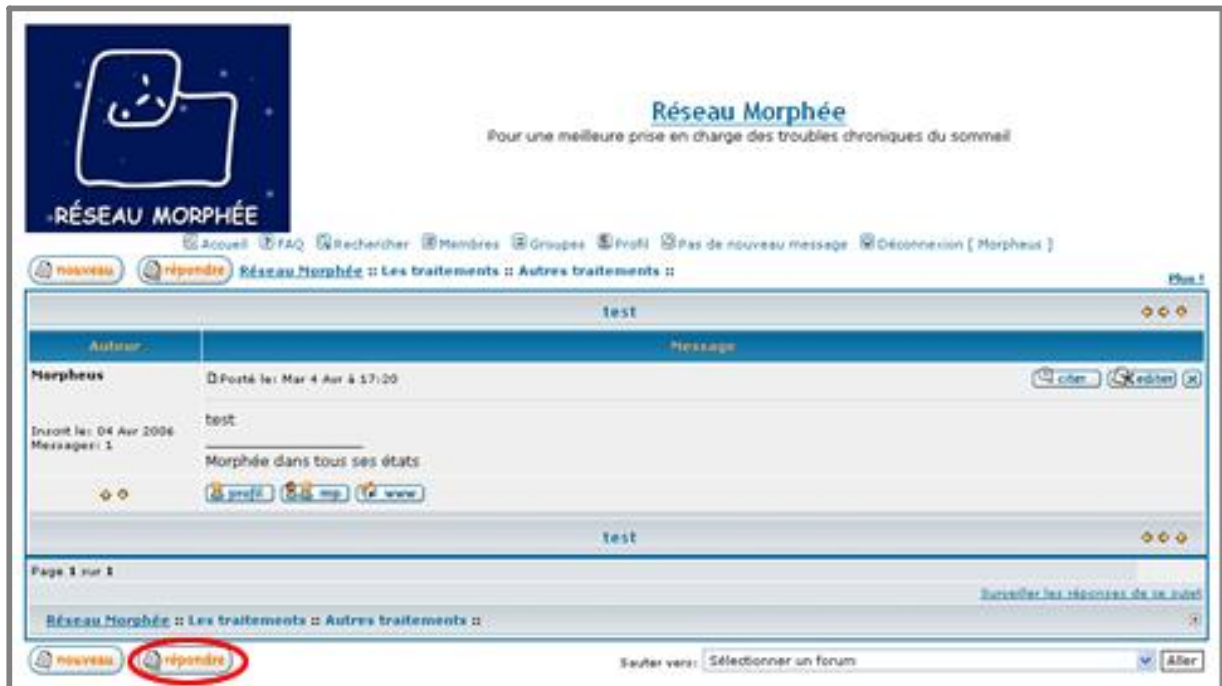 RÉSEAU MORPHÉE
Réseau Morphée
Pour une meilleure prise en charge des troubles chroniques du sommeil
Accueil FAQ Rechercher Membres Groupes Profil Pas de nouveau message Déconnexion [ Morpheus ]
nouveau répondre Réseau Morphée :: Les traitements :: Autres traitements ::
Plus !
test
Auteur Message
Morpheus Posté le: Mar 4 Avr à 17:20 citer editer
Inscrit le: 04 Avr 2006
Messages: 1
test
Morphée dans tous ses états
profil mp www
test
Page 1 sur 1
Surveiller les réponses de ce sujet
Réseau Morphée :: Les traitements :: Autres traitements ::
nouveau répondre Sauter vers: Sélectionner un forum Aller